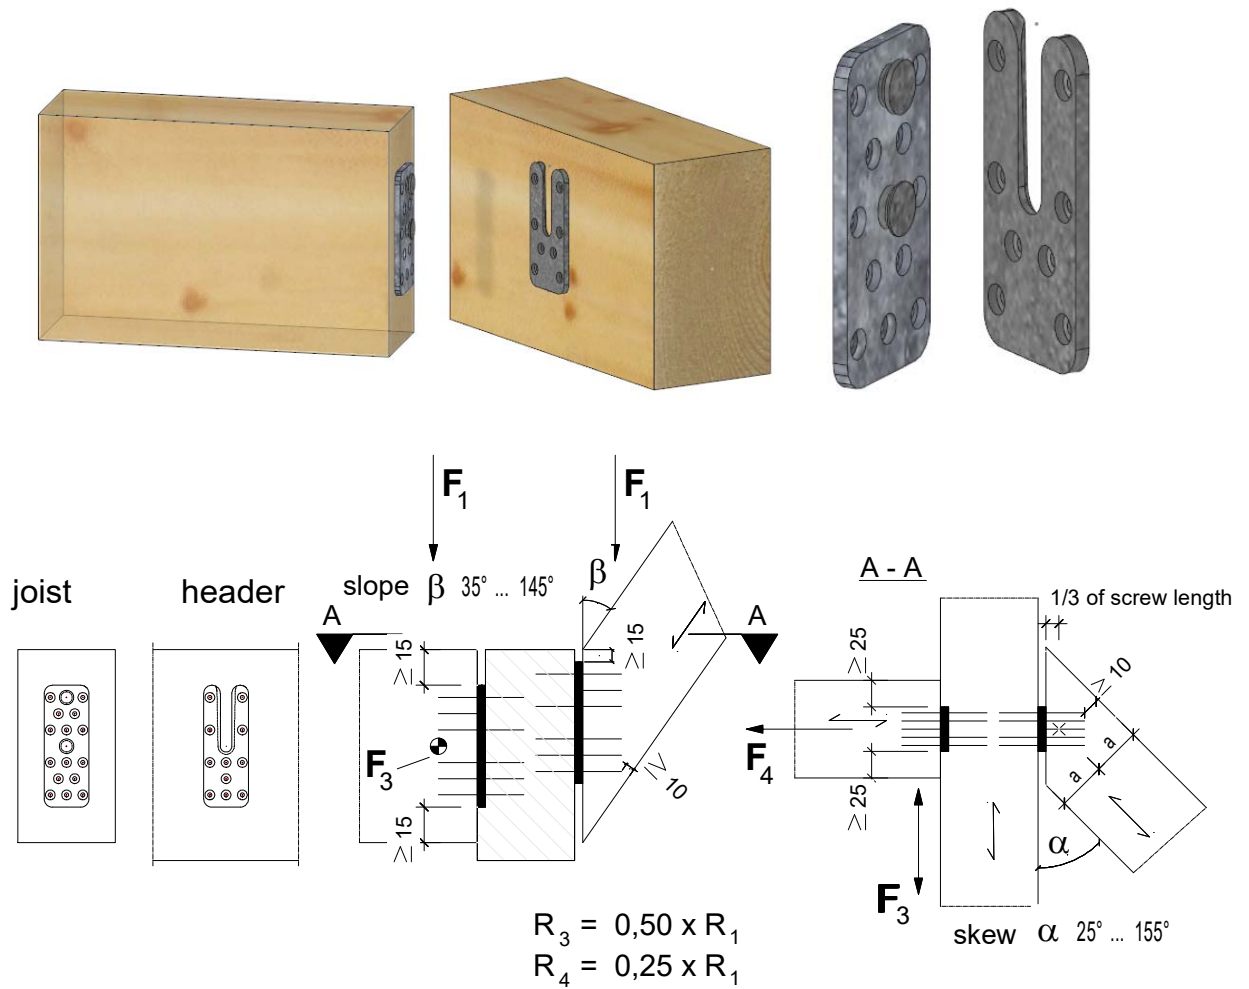 F1
F1
joist
header
slope β 35° ... 145°
β
A
A
≥ 15
≥ 15
≥ 15
≥ 10
F3
A - A
1/3 of screw length
≥ 25
≥ 10
F4
a
a
≥ 25
α
F3
skew α 25° ... 155°
R3 = 0,50 x R1
R4 = 0,25 x R1